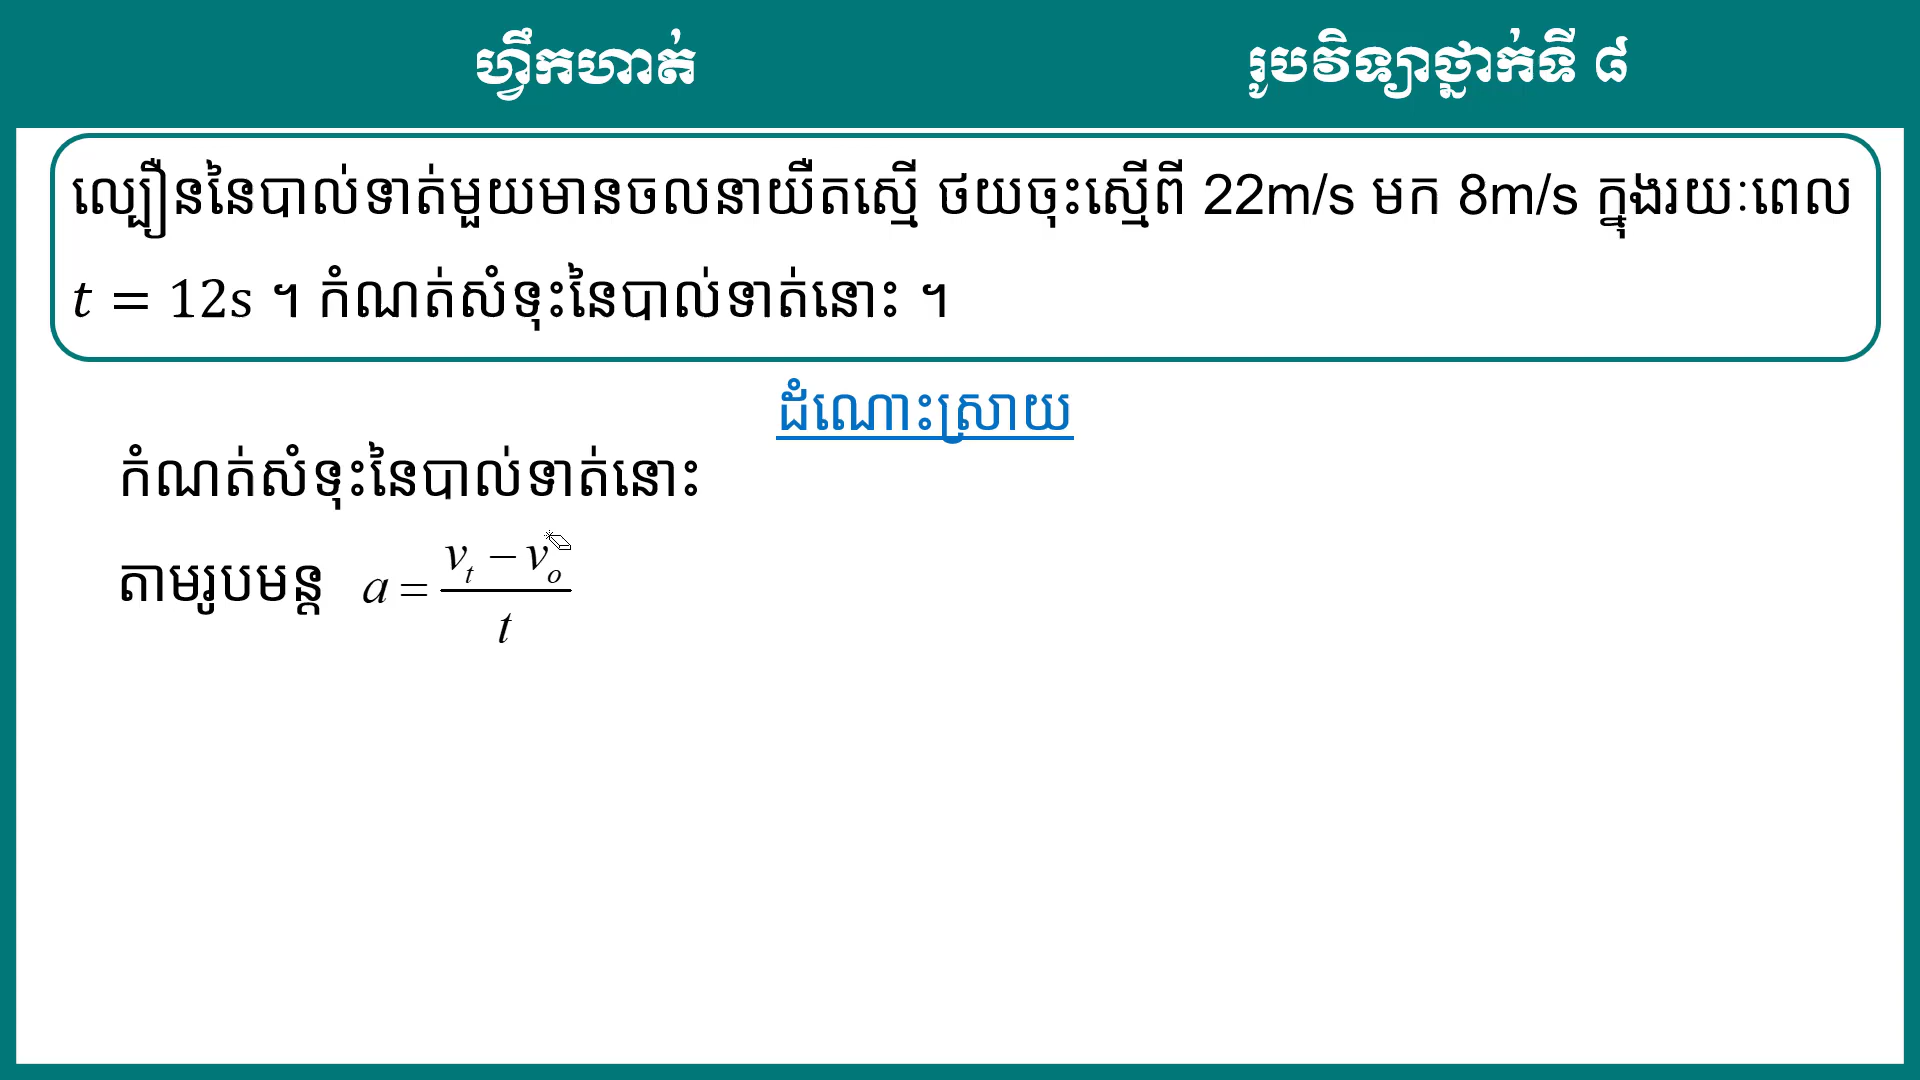 ហ្វឹកហាត់
រូបវិទ្យាថ្នាក់ទី ៨
ល្បឿននៃបាល់ទាត់មួយមានចលនាយឺតស្មើ ថយចុះស្មើពី 22m/s មក 8m/s ក្នុងរយៈពេល
t = 12s ។ កំណត់សំទុះនៃបាល់ទាត់នោះ ។
ដំណោះស្រាយ
កំណត់សំទុះនៃបាល់ទាត់នោះ
តាមរូបមន្ត a = (v_t − v_o) / t